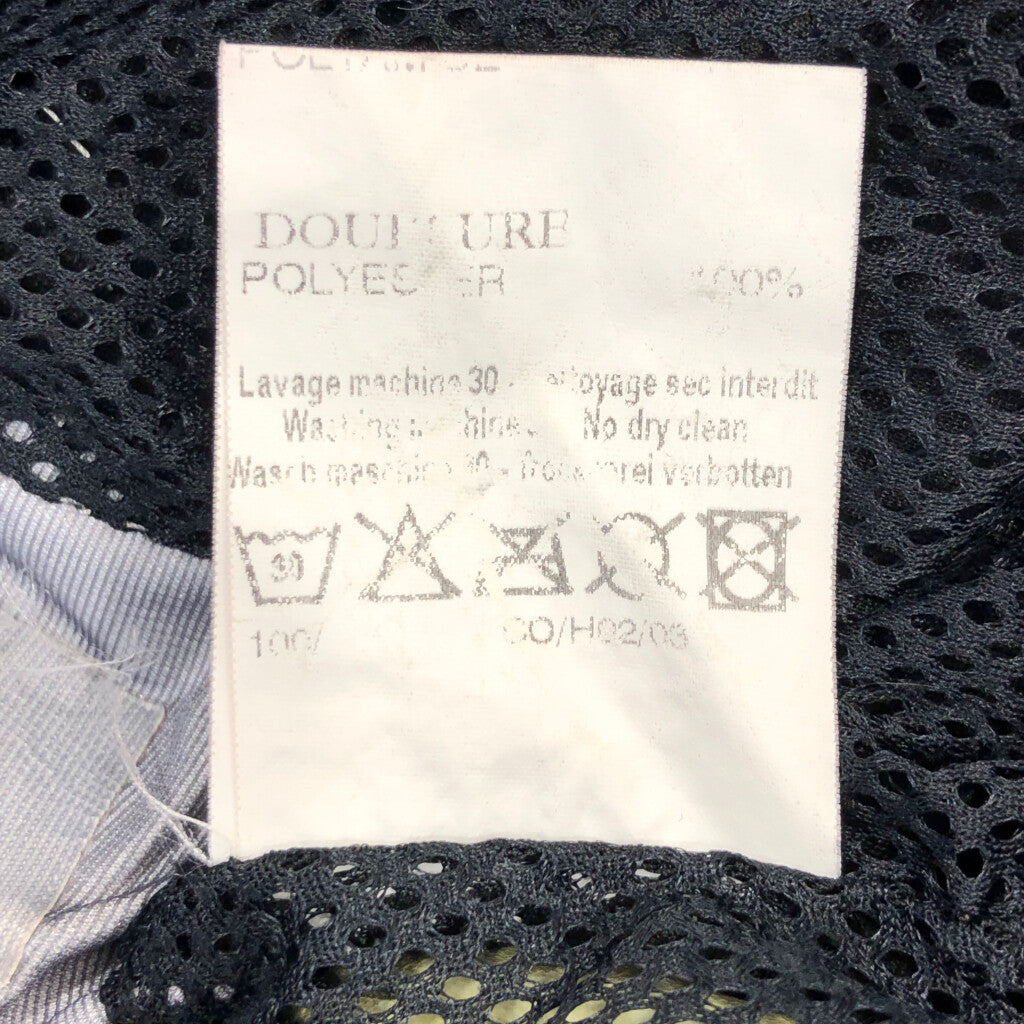 DOUBLURE
POLYESTER 100%
Lavage machine 30 - nettoyage sec interdit
Washing machine No dry clean
Wasch maschine 30 - verbotten
30
100/
CO/H02/03